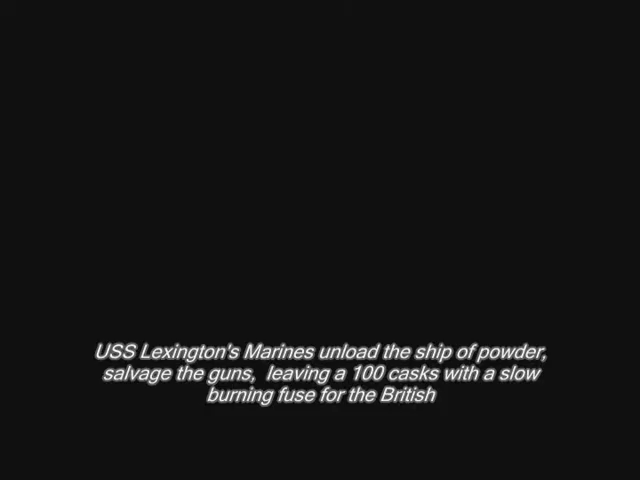 USS Lexington's Marines unload the ship of powder,
salvage the guns,  leaving a 100 casks with a slow
burning fuse for the British